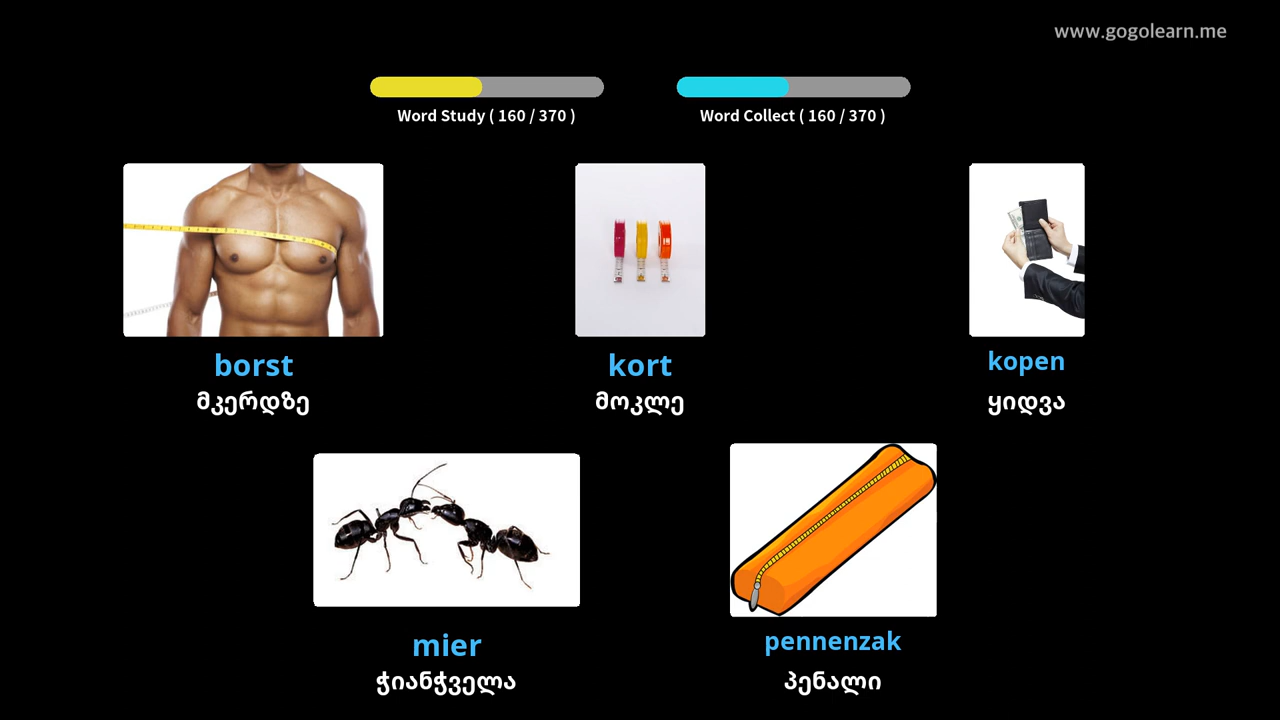 www.gogolearn.me
Word Study ( 160 / 370 )
Word Collect ( 160 / 370 )
borst
მკერდზე
kort
მოკლე
kopen
ყიდვა
mier
ჭიანჭველა
pennenzak
პენალი